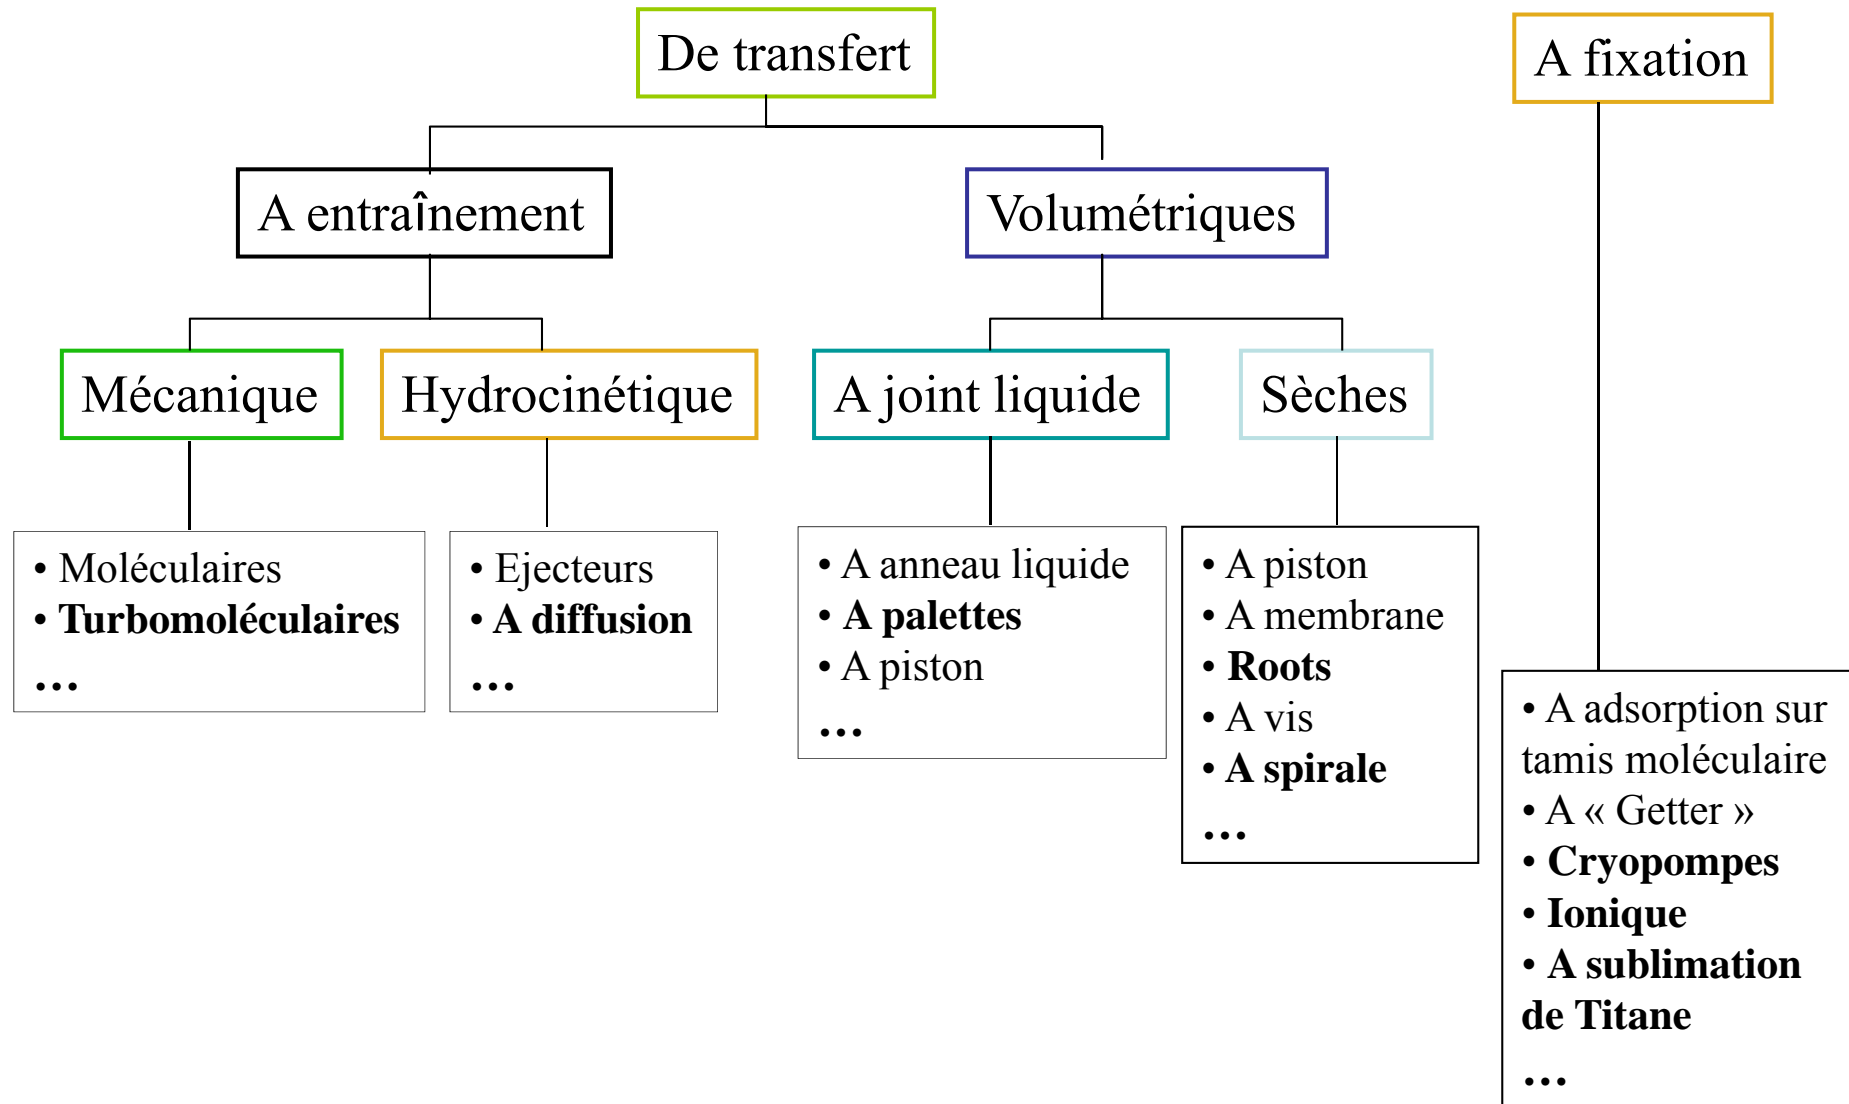 De transfert
A fixation
A entraînement
Volumétriques
Mécanique
Hydrocinétique
A joint liquide
Sèches
• Moléculaires
• Turbomoléculaires
...
• Ejecteurs
• A diffusion
...
• A anneau liquide
• A palettes
• A piston
...
• A piston
• A membrane
• Roots
• A vis
• A spirale
...
• A adsorption sur
tamis moléculaire
• A « Getter »
• Cryopompes
• Ionique
• A sublimation
de Titane
...